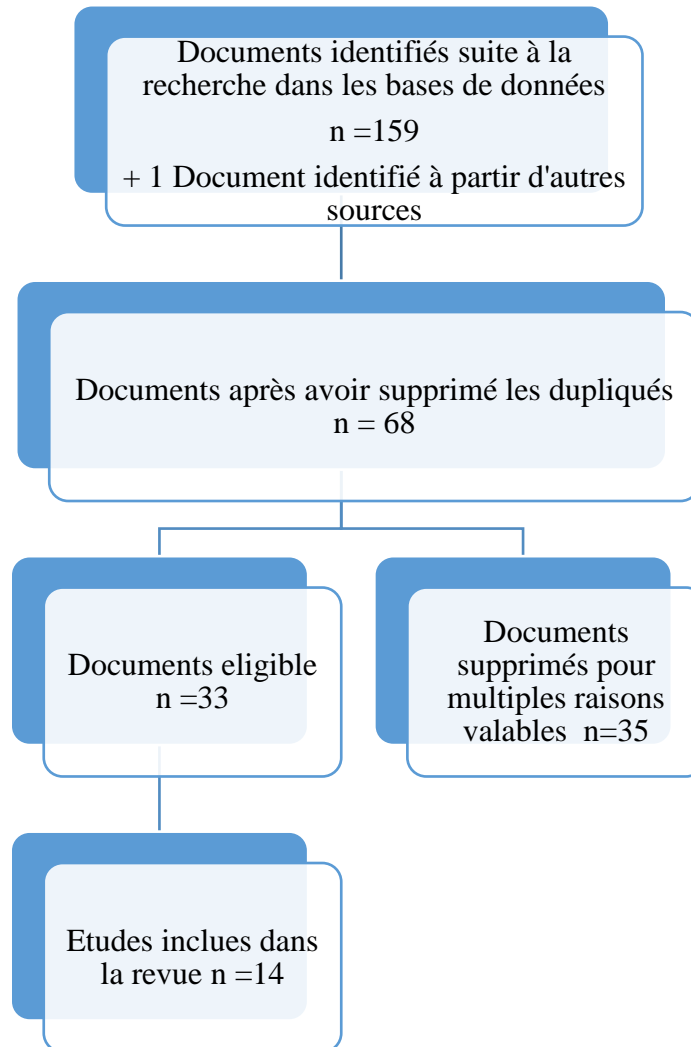 Documents identifiés suite à la
recherche dans les bases de données
n =159
+ 1 Document identifié à partir d'autres
sources
Documents après avoir supprimé les dupliqués
n = 68
Documents eligible
n =33
Documents
supprimés pour
multiples raisons
valables n=35
Etudes inclues dans
la revue n =14